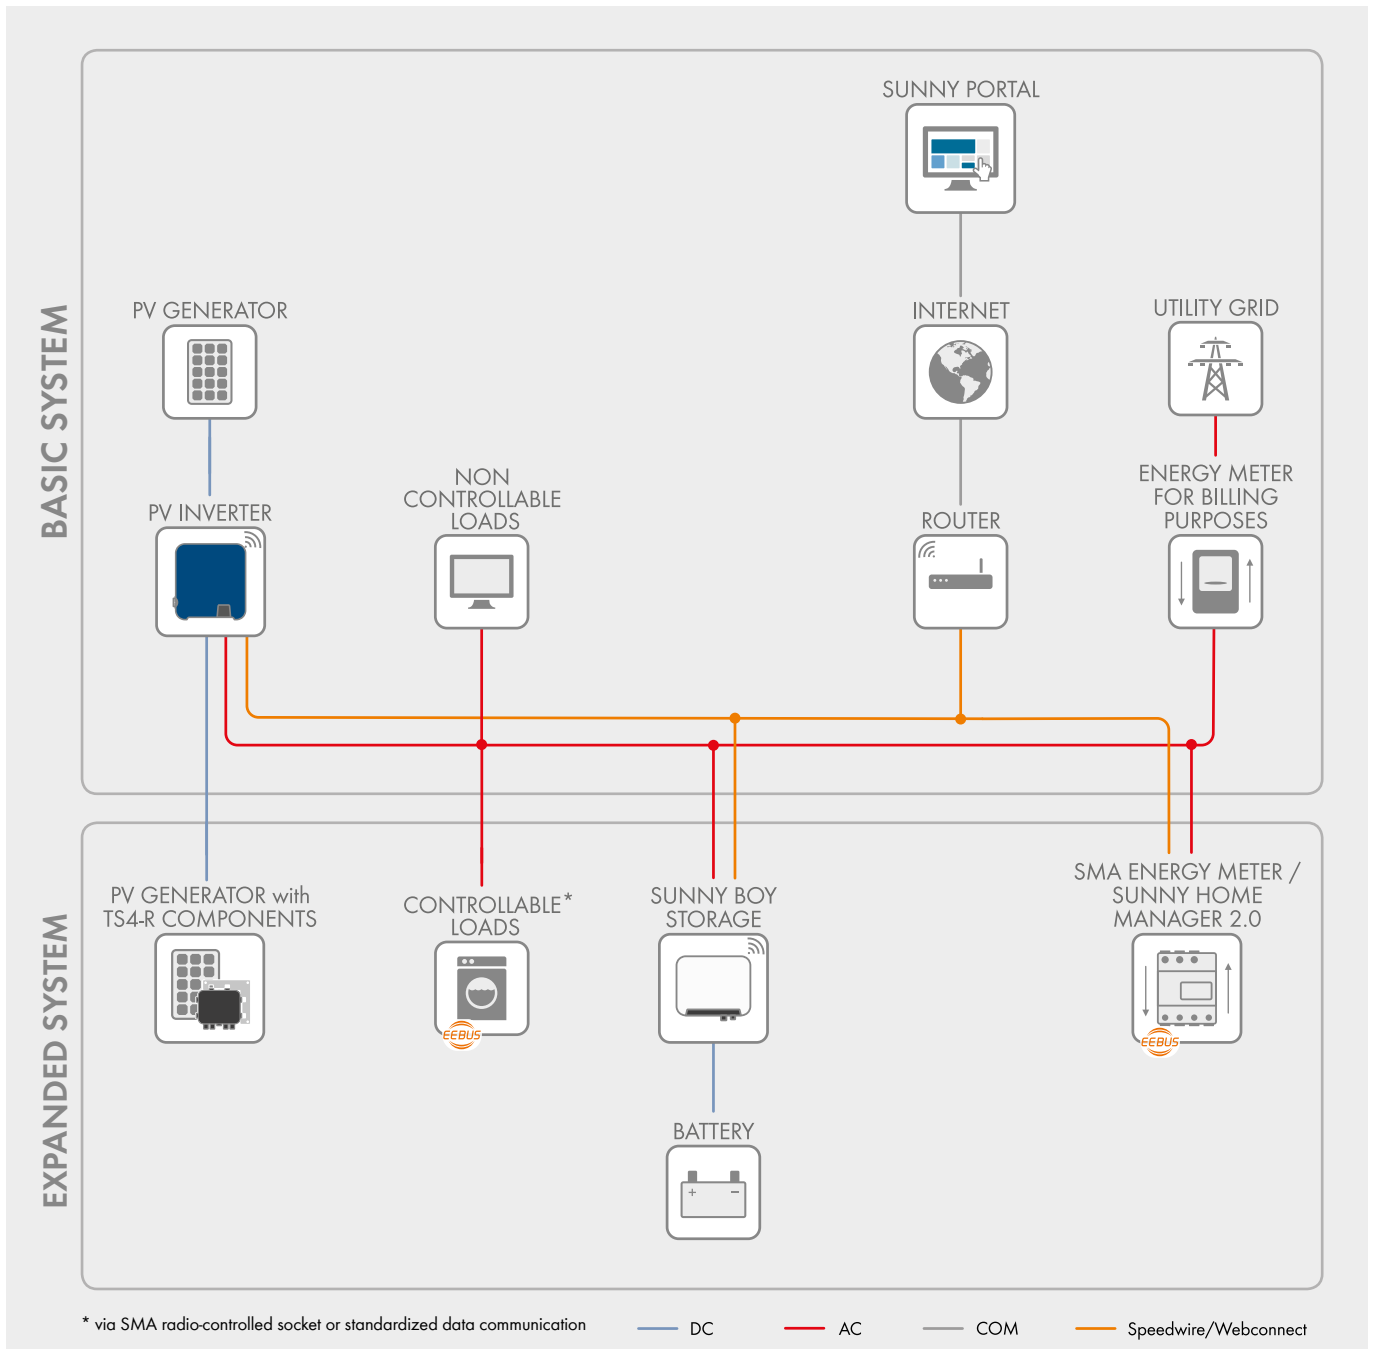 SUNNY PORTAL
BASIC SYSTEM
PV GENERATOR
INTERNET
UTILITY GRID
NON
CONTROLLABLE
LOADS
ENERGY METER
FOR BILLING
PURPOSES
PV INVERTER
ROUTER
EXPANDED SYSTEM
PV GENERATOR with
TS4-R COMPONENTS
CONTROLLABLE*
LOADS
EEBUS
SUNNY BOY
STORAGE
SMA ENERGY METER /
SUNNY HOME
MANAGER 2.0
EEBUS
BATTERY
+ −
* via SMA radio-controlled socket or standardized data communication
DC
AC
COM
Speedwire/Webconnect